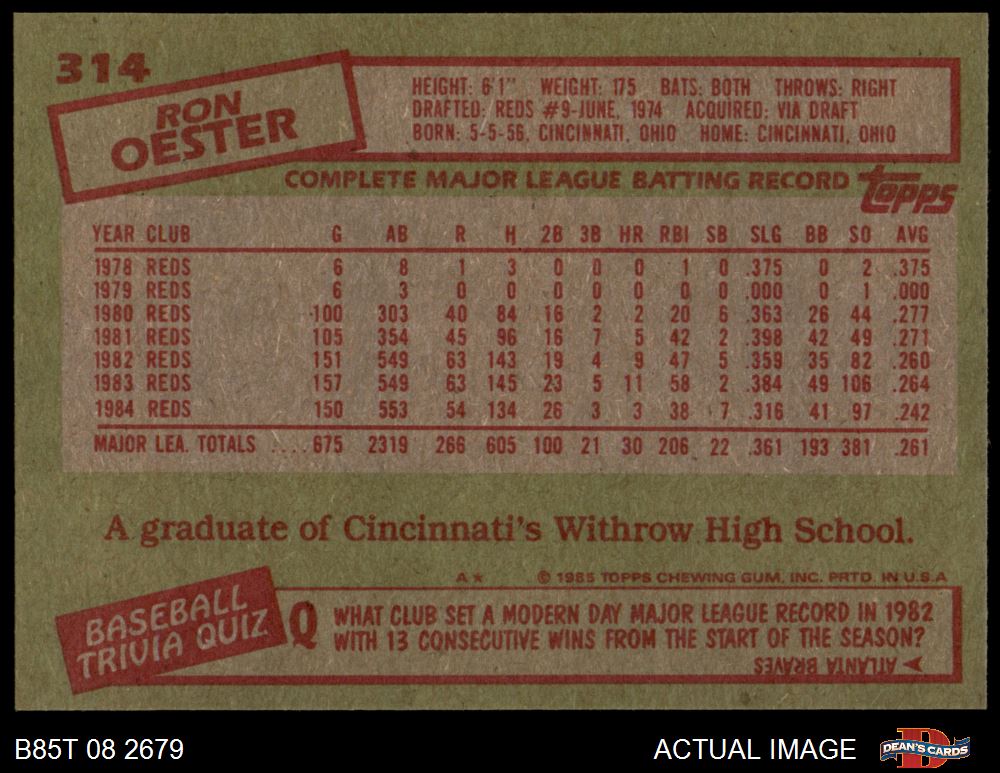 314
RON
OESTER
HEIGHT: 6'1" WEIGHT: 175 BATS: BOTH THROWS: RIGHT
DRAFTED: REDS #9-JUNE, 1974 ACQUIRED: VIA DRAFT
BORN: 5-5-56, CINCINNATI, OHIO HOME: CINCINNATI, OHIO
COMPLETE MAJOR LEAGUE BATTING RECORD
Topps
YEAR CLUB G AB R H 2B 3B HR RBI SB SLG BB SO AVG
1978 REDS 6 8 1 3 0 0 0 1 0 .375 0 2 .375
1979 REDS 6 3 0 0 0 0 0 0 0 .000 0 1 .000
1980 REDS 100 303 40 84 16 2 2 20 6 .363 26 44 .277
1981 REDS 105 354 45 96 16 7 5 42 2 .398 42 49 .271
1982 REDS 151 549 63 143 19 4 9 47 5 .359 35 82 .260
1983 REDS 157 549 63 145 23 5 11 58 2 .384 49 106 .264
1984 REDS 150 553 54 134 26 3 3 38 7 .316 41 97 .242
MAJOR LEA. TOTALS ....675 2319 266 605 100 21 30 206 22 .361 193 381 .261
A graduate of Cincinnati's Withrow High School.
A★ © 1985 TOPPS CHEWING GUM, INC. PRTD. IN U.S.A
BASEBALL
TRIVIA QUIZ
Q WHAT CLUB SET A MODERN DAY MAJOR LEAGUE RECORD IN 1982
WITH 13 CONSECUTIVE WINS FROM THE START OF THE SEASON?
ATLANTA BRAVES
B85T 08 2679
ACTUAL IMAGE
D
DEAN'S CARDS